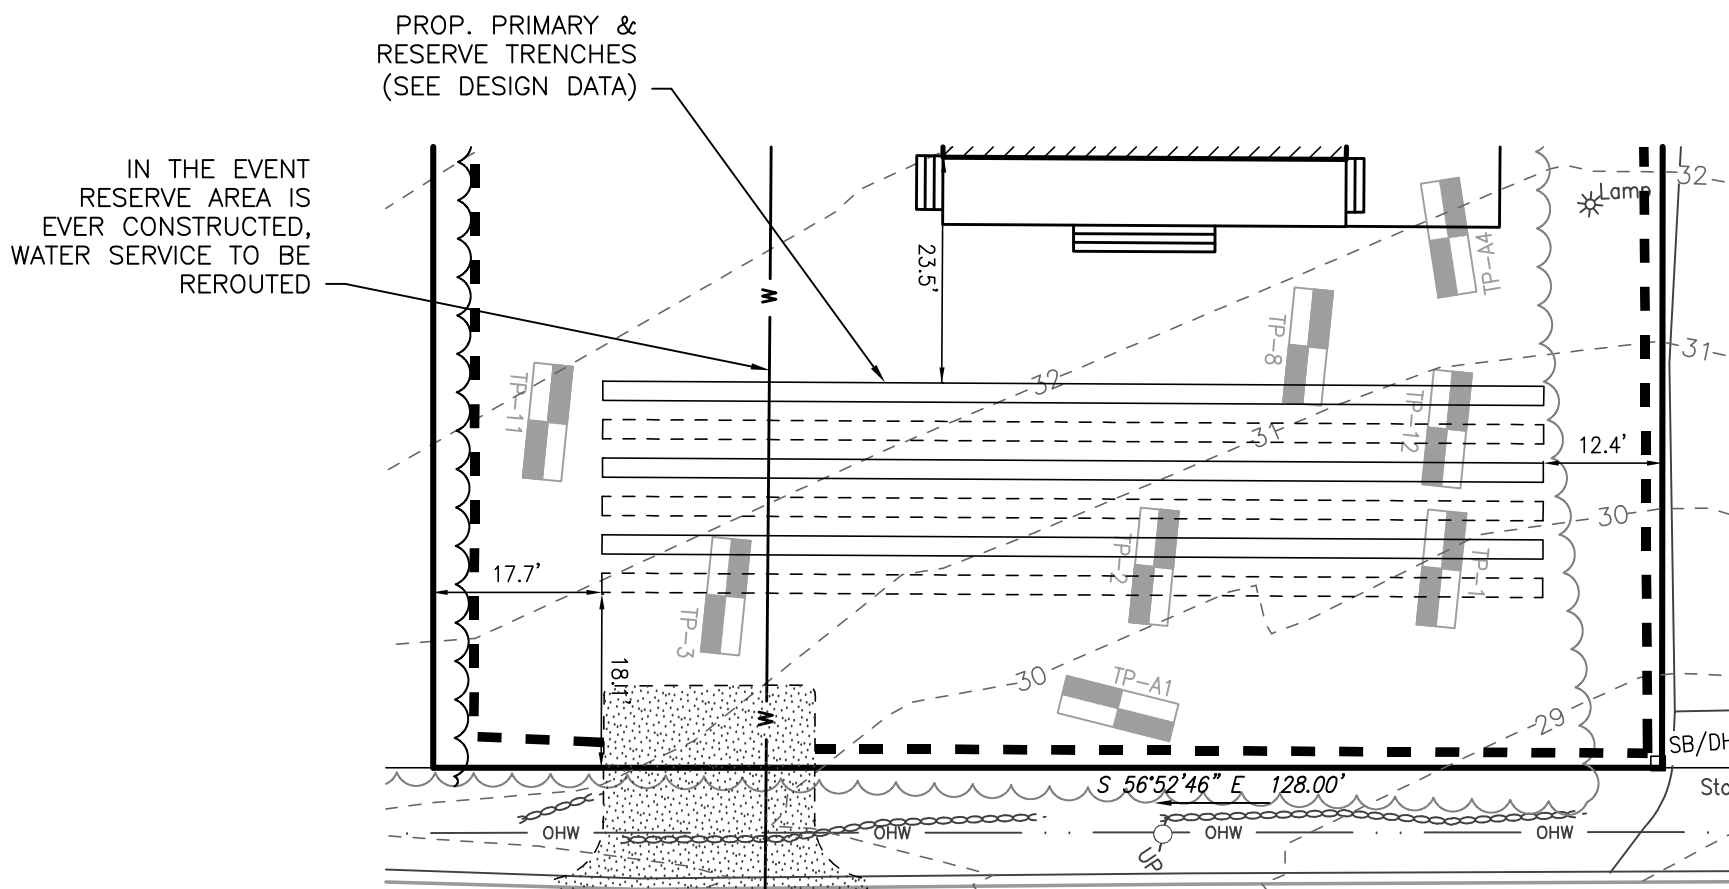 PROP. PRIMARY &
RESERVE TRENCHES
(SEE DESIGN DATA)
IN THE EVENT
RESERVE AREA IS
EVER CONSTRUCTED,
WATER SERVICE TO BE
REROUTED
32
Lamp
TP-A4
23.5'
W
TP-8
31
TP-11
32
TP-12
31
12.4'
30
17.7'
TP-2
TP-1
TP-3
18.1'
30
TP-A1
W
29
SB/DH
S 56°52'46" E 128.00'
OHW
OHW
OHW
OHW
UP